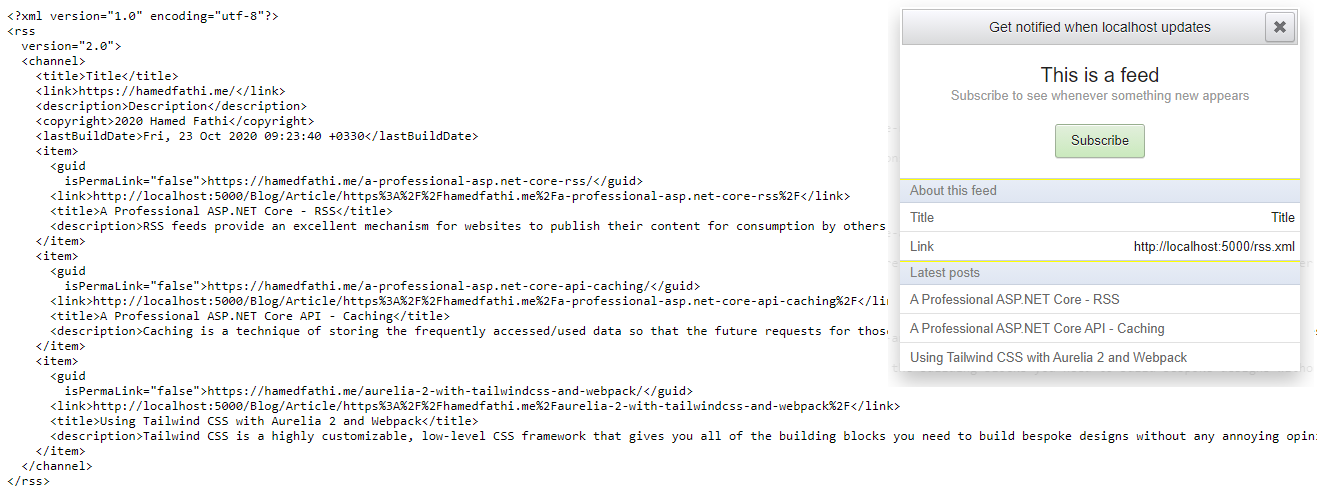 <?xml version="1.0" encoding="utf-8"?>
<rss
version="2.0">
<channel>
<title>Title</title>
<link>https://hamedfathi.me/</link>
<description>Description</description>
<copyright>2020 Hamed Fathi</copyright>
<lastBuildDate>Fri, 23 Oct 2020 09:23:40 +0330</lastBuildDate>
<item>
<guid
isPermaLink="false">https://hamedfathi.me/a-professional-asp.net-core-rss/</guid>
<link>http://localhost:5000/Blog/Article/https%3A%2F%2Fhamedfathi.me%2Fa-professional-asp.net-core-rss%2F</link>
<title>A Professional ASP.NET Core - RSS</title>
<description>RSS feeds provide an excellent mechanism for websites to publish their content for consumption by others
</item>
<item>
<guid
isPermaLink="false">https://hamedfathi.me/a-professional-asp.net-core-api-caching/</guid>
<link>http://localhost:5000/Blog/Article/https%3A%2F%2Fhamedfathi.me%2Fa-professional-asp.net-core-api-caching%2F</lin
<title>A Professional ASP.NET Core API - Caching</title>
<description>Caching is a technique of storing the frequently accessed/used data so that the future requests for those
</item>
<item>
<guid
isPermaLink="false">https://hamedfathi.me/aurelia-2-with-tailwindcss-and-webpack/</guid>
<link>http://localhost:5000/Blog/Article/https%3A%2F%2Fhamedfathi.me%2Faurelia-2-with-tailwindcss-and-webpack%2F</link>
<title>Using Tailwind CSS with Aurelia 2 and Webpack</title>
<description>Tailwind CSS is a highly customizable, low-level CSS framework that gives you all of the building blocks you need to build bespoke designs without any annoying opin
</item>
</channel>
</rss>
Get notified when localhost updates
This is a feed
Subscribe to see whenever something new appears
Subscribe
About this feed
Title Title
Link http://localhost:5000/rss.xml
Latest posts
A Professional ASP.NET Core - RSS
A Professional ASP.NET Core API - Caching
Using Tailwind CSS with Aurelia 2 and Webpack